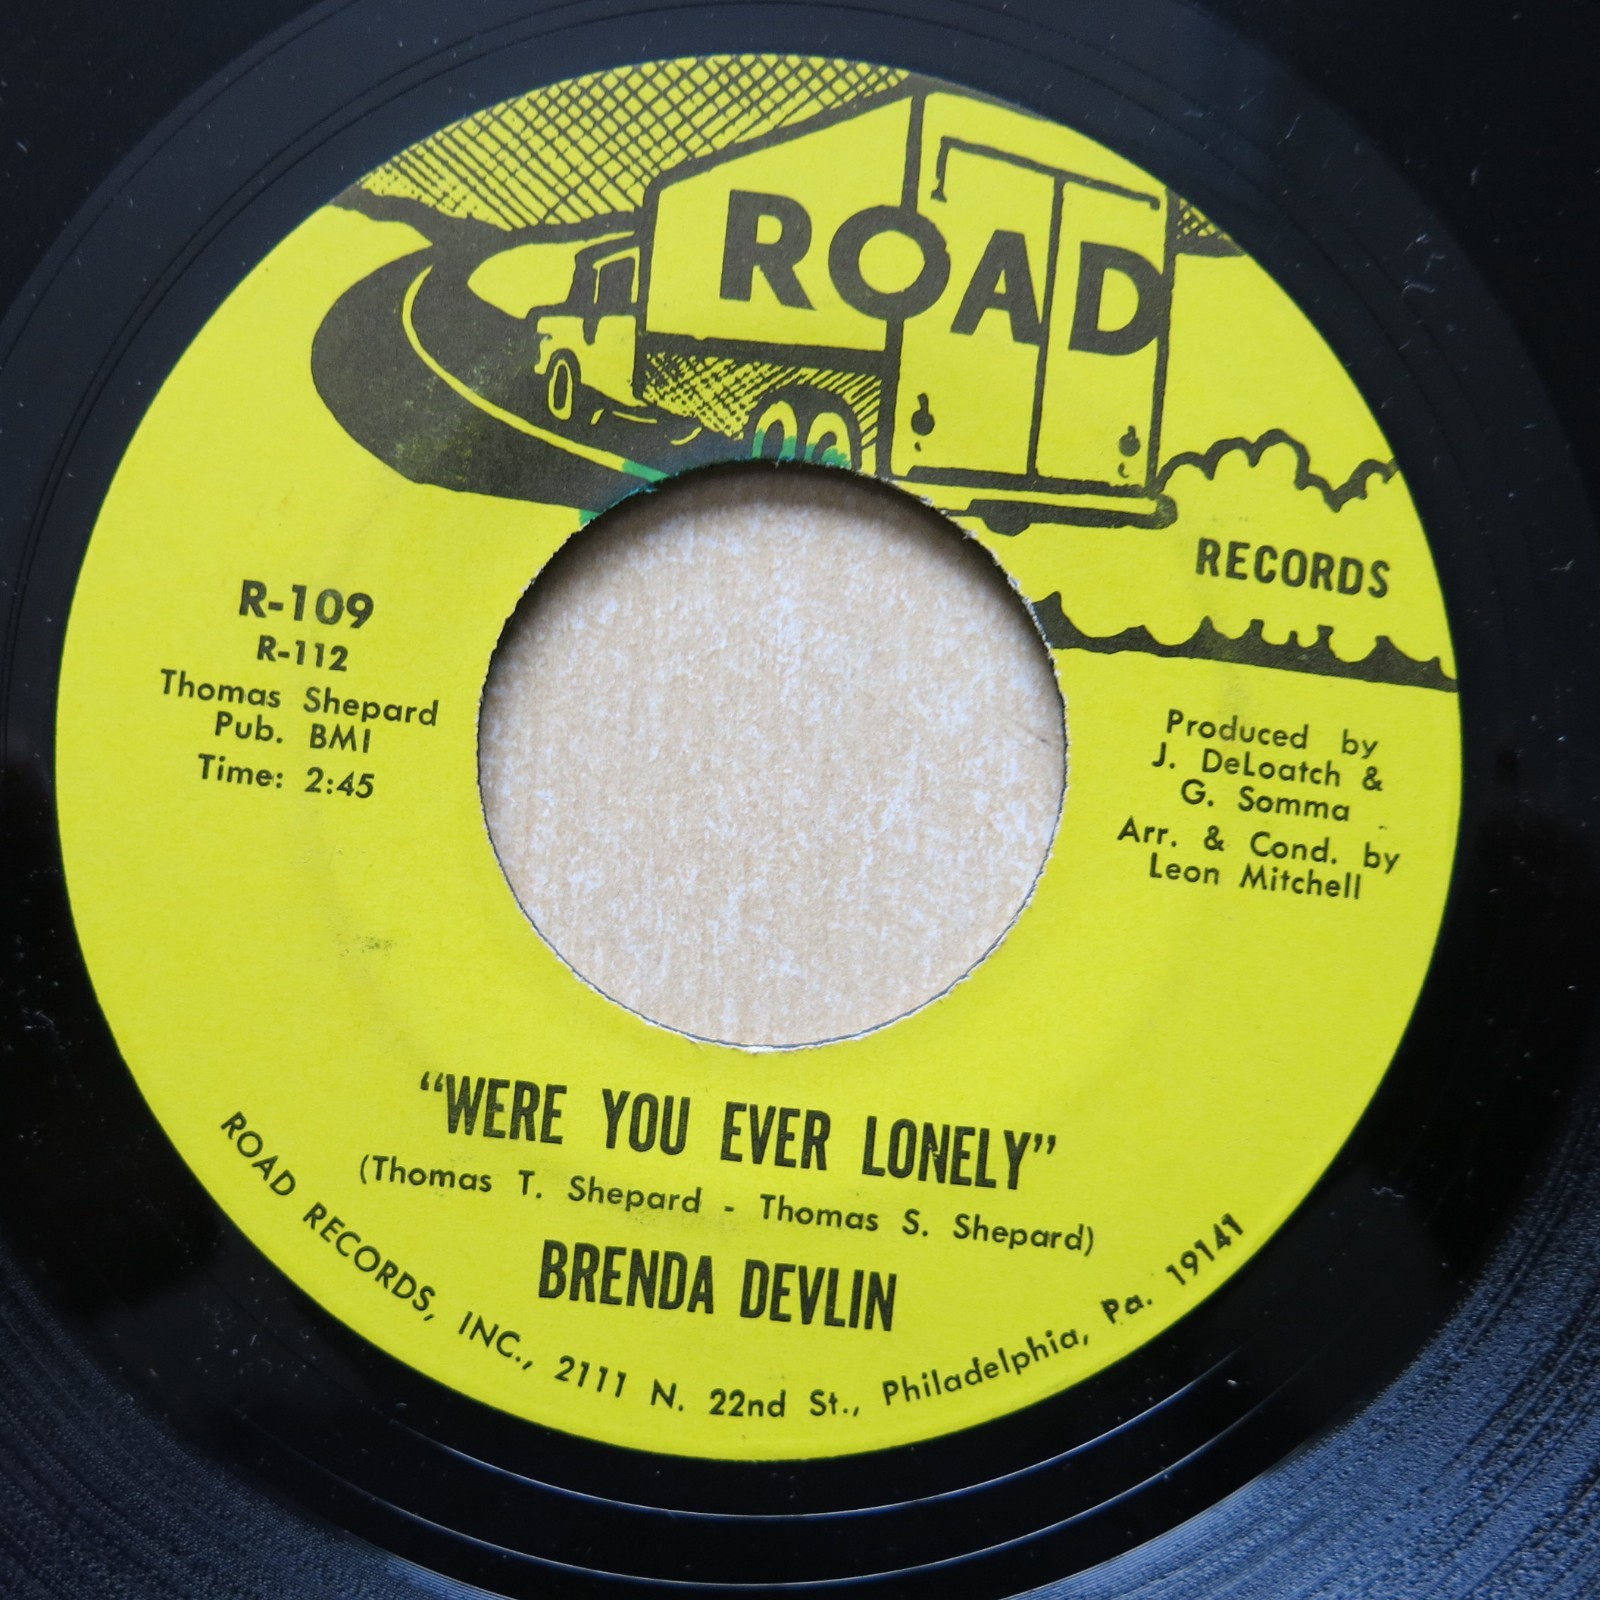 ROAD
RECORDS
R-109
R-112
Thomas Shepard
Pub. BMI
Time: 2:45
Produced by
J. DeLoatch &
G. Somma
Arr. & Cond. by
Leon Mitchell
"WERE YOU EVER LONELY"
(Thomas T. Shepard - Thomas S. Shepard)
BRENDA DEVLIN
ROAD RECORDS, INC., 2111 N. 22nd St., Philadelphia, Pa. 19141